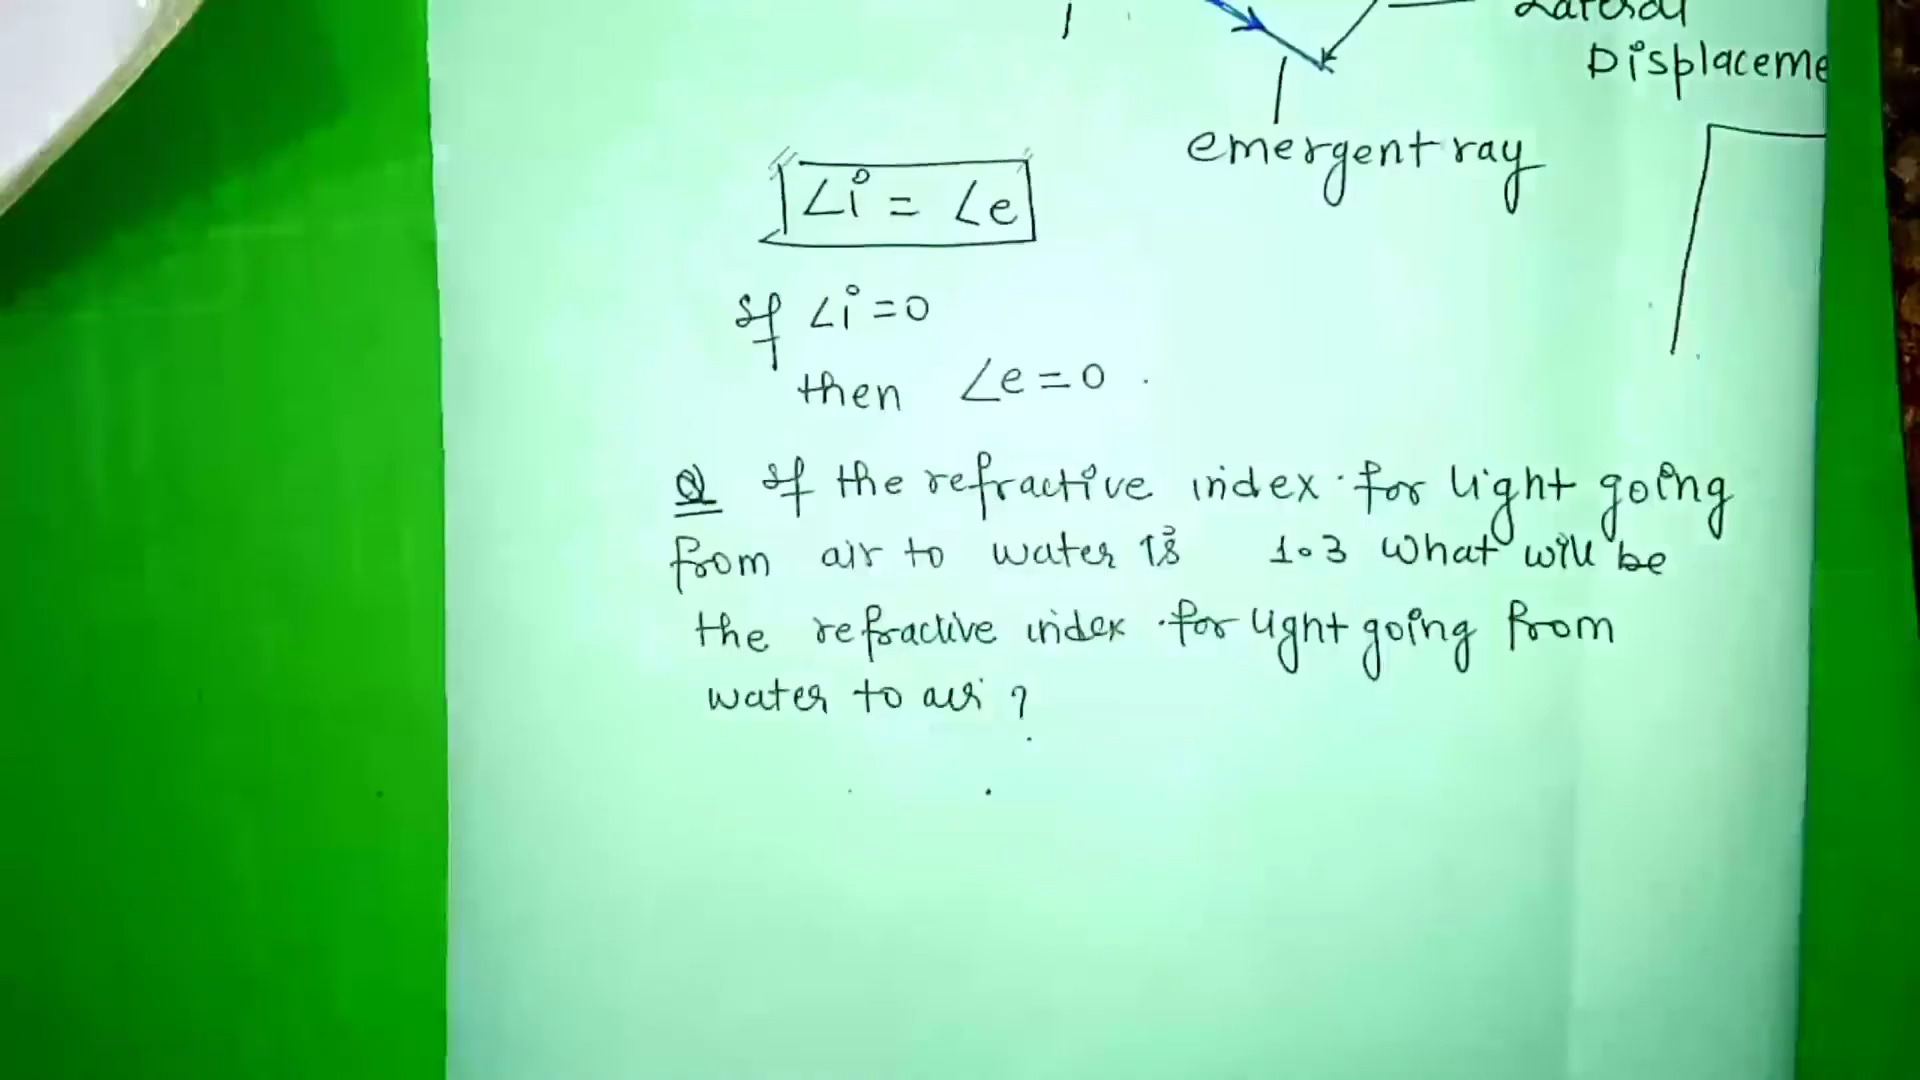 Lateral
Displaceme
emergent ray
∠i = ∠e
If ∠i = 0
then ∠e = 0
Q If the refractive index for light going
from air to water is 1.3 What will be
the refractive index for light going from
water to air ?